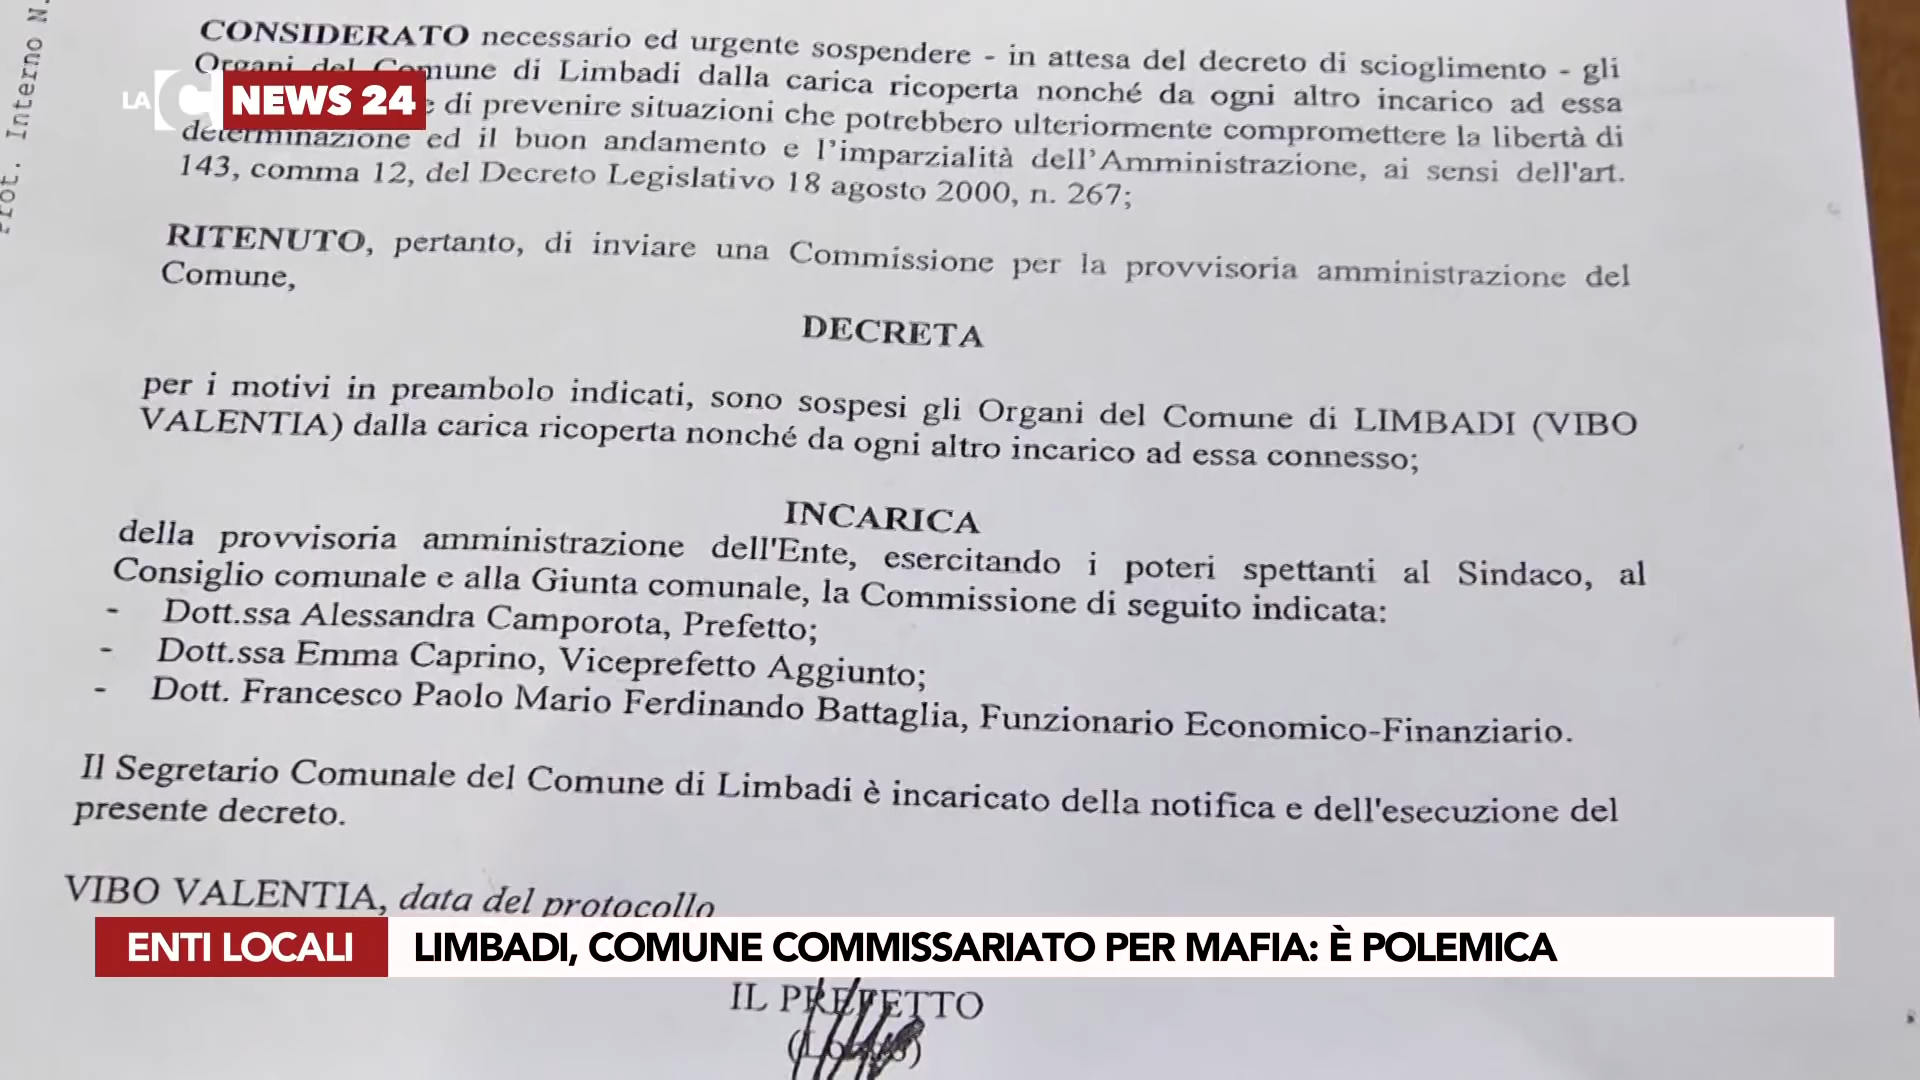 Prot. Interno N.
CONSIDERATO necessario ed urgente sospendere - in attesa del decreto di scioglimento - gli
Organi del Comune di Limbadi dalla carica ricoperta nonché da ogni altro incarico ad essa
di prevenire situazioni che potrebbero ulteriormente compromettere la libertà di
determinazione ed il buon andamento e l'imparzialità dell'Amministrazione, ai sensi dell'art.
143, comma 12, del Decreto Legislativo 18 agosto 2000, n. 267;
LA C NEWS 24
RITENUTO, pertanto, di inviare una Commissione per la provvisoria amministrazione del
Comune,
DECRETA
per i motivi in preambolo indicati, sono sospesi gli Organi del Comune di LIMBADI (VIBO
VALENTIA) dalla carica ricoperta nonché da ogni altro incarico ad essa connesso;
INCARICA
della provvisoria amministrazione dell'Ente, esercitando i poteri spettanti al Sindaco, al
Consiglio comunale e alla Giunta comunale, la Commissione di seguito indicata:
- Dott.ssa Alessandra Camporota, Prefetto;
- Dott.ssa Emma Caprino, Viceprefetto Aggiunto;
- Dott. Francesco Paolo Mario Ferdinando Battaglia, Funzionario Economico-Finanziario.
Il Segretario Comunale del Comune di Limbadi è incaricato della notifica e dell'esecuzione del
presente decreto.
VIBO VALENTIA, data del protocollo
ENTI LOCALI LIMBADI, COMUNE COMMISSARIATO PER MAFIA: È POLEMICA
IL PREFETTO